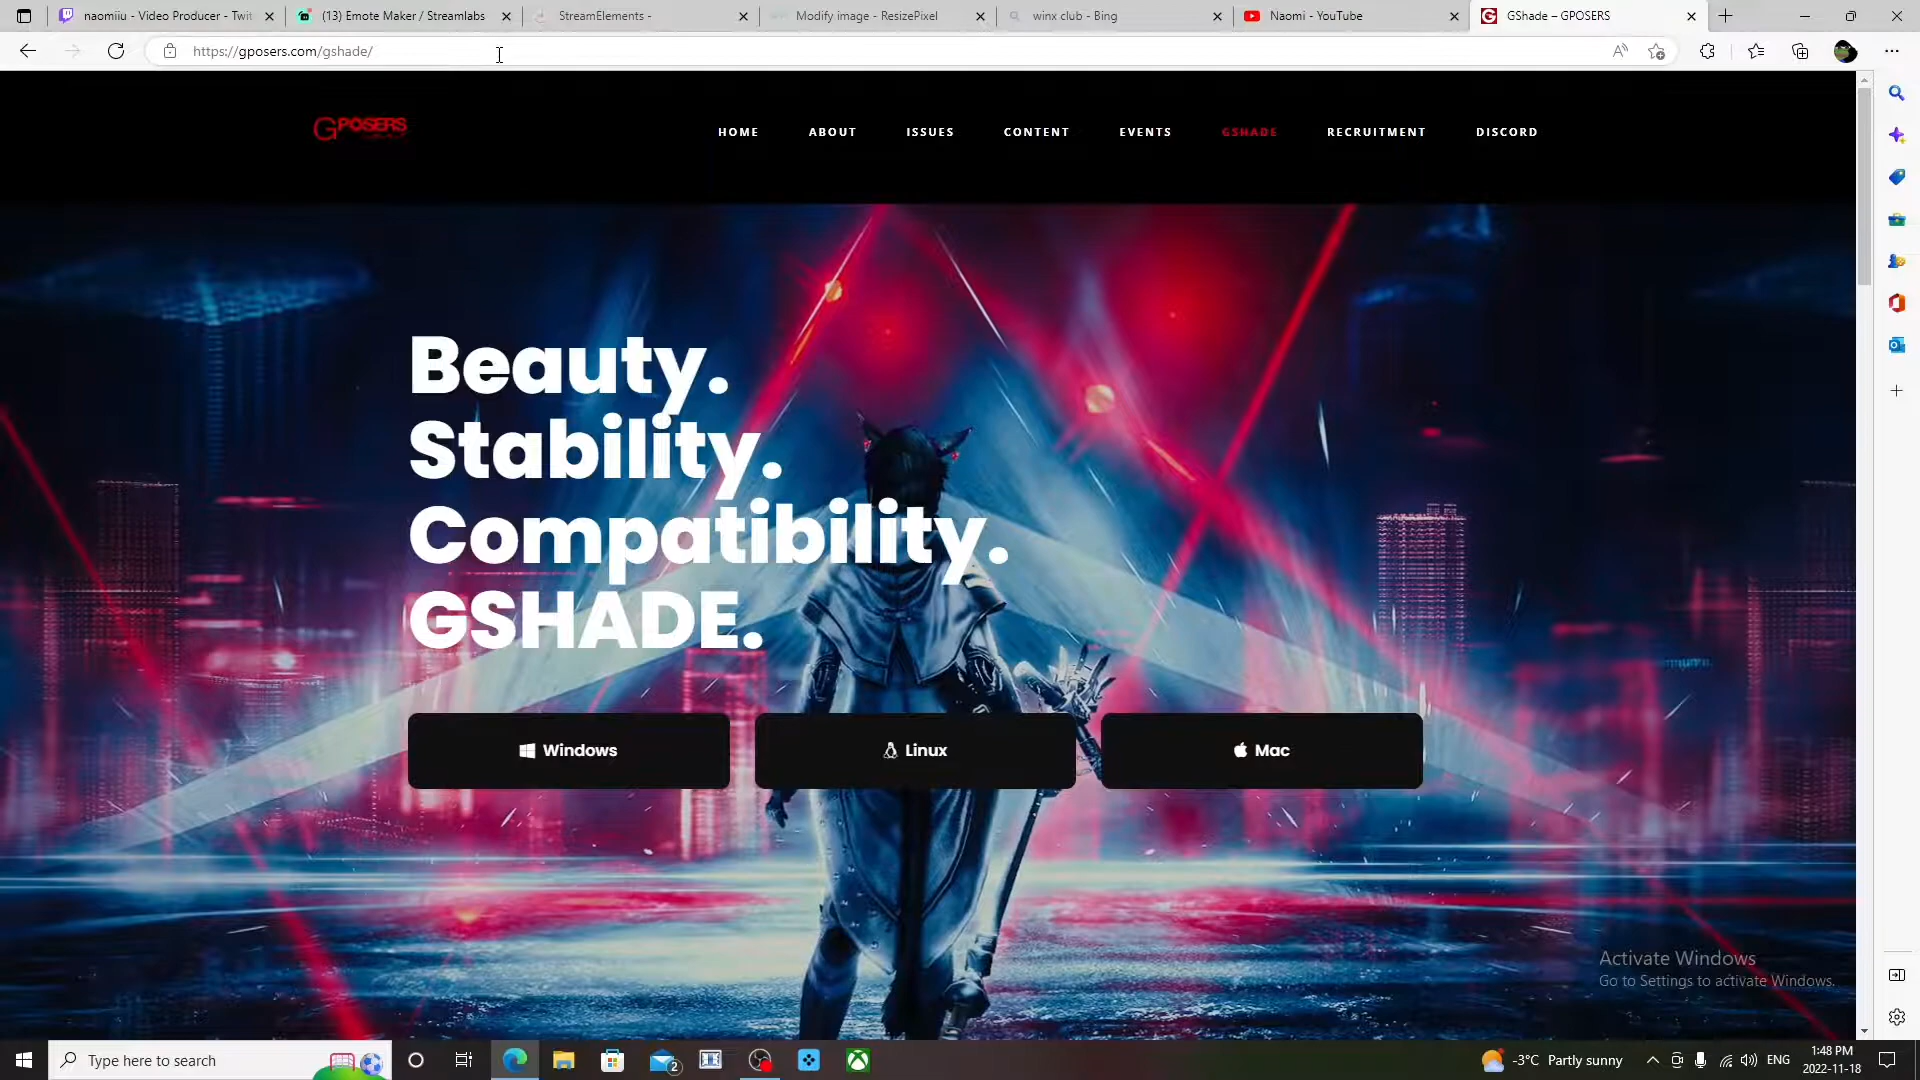 naomiiu - Video Producer - Twit
(13) Emote Maker / Streamlabs
StreamElements -
Modify image - ResizePixel
winx club - Bing
Naomi - YouTube
GShade – GPOSERS
https://gposers.com/gshade/
GPOSERS
HOME
ABOUT
ISSUES
CONTENT
EVENTS
GSHADE
RECRUITMENT
DISCORD
Beauty.
Stability.
Compatibility.
GSHADE.
Windows
Linux
Mac
Activate Windows
Go to Settings to activate Windows.
Type here to search
2
-3°C Partly sunny
ENG
1:48 PM
2022-11-18